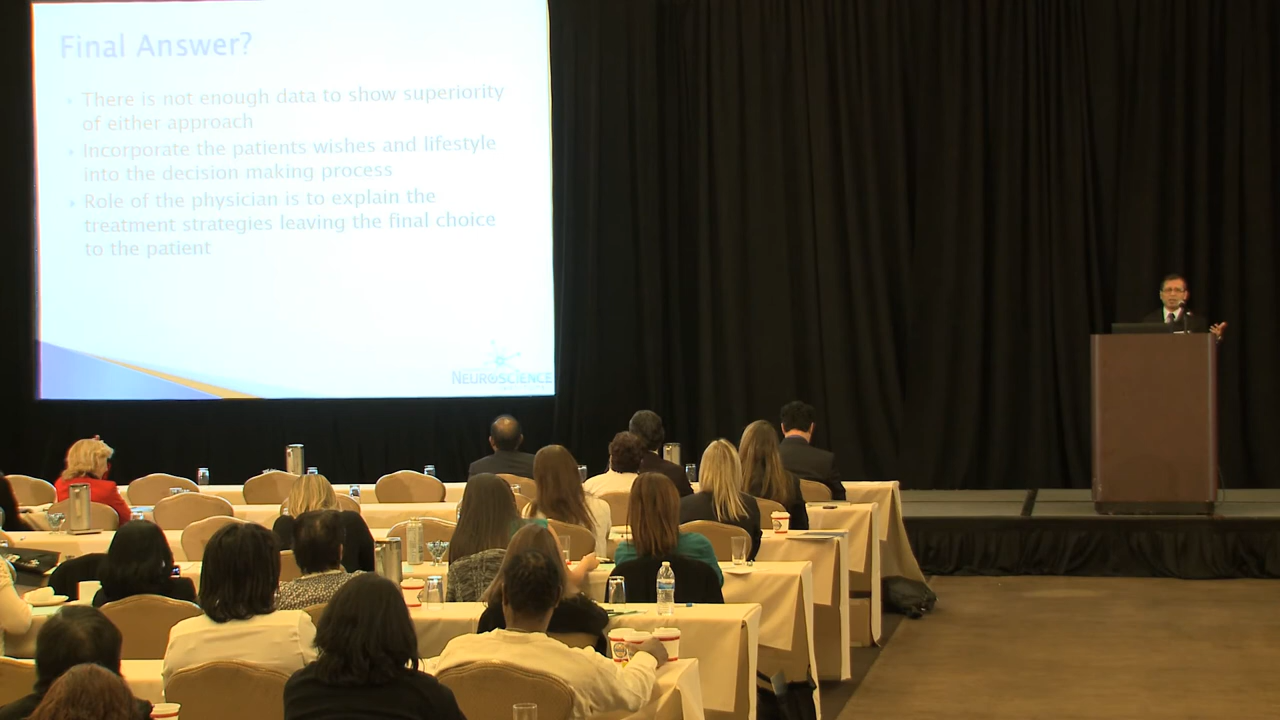 Final Answer?
There is not enough data to show superiority
of either approach
Incorporate the patients wishes and lifestyle
into the decision making process
Role of the physician is to explain the
treatment strategies leaving the final choice
to the patient
NEUROSCIENCE